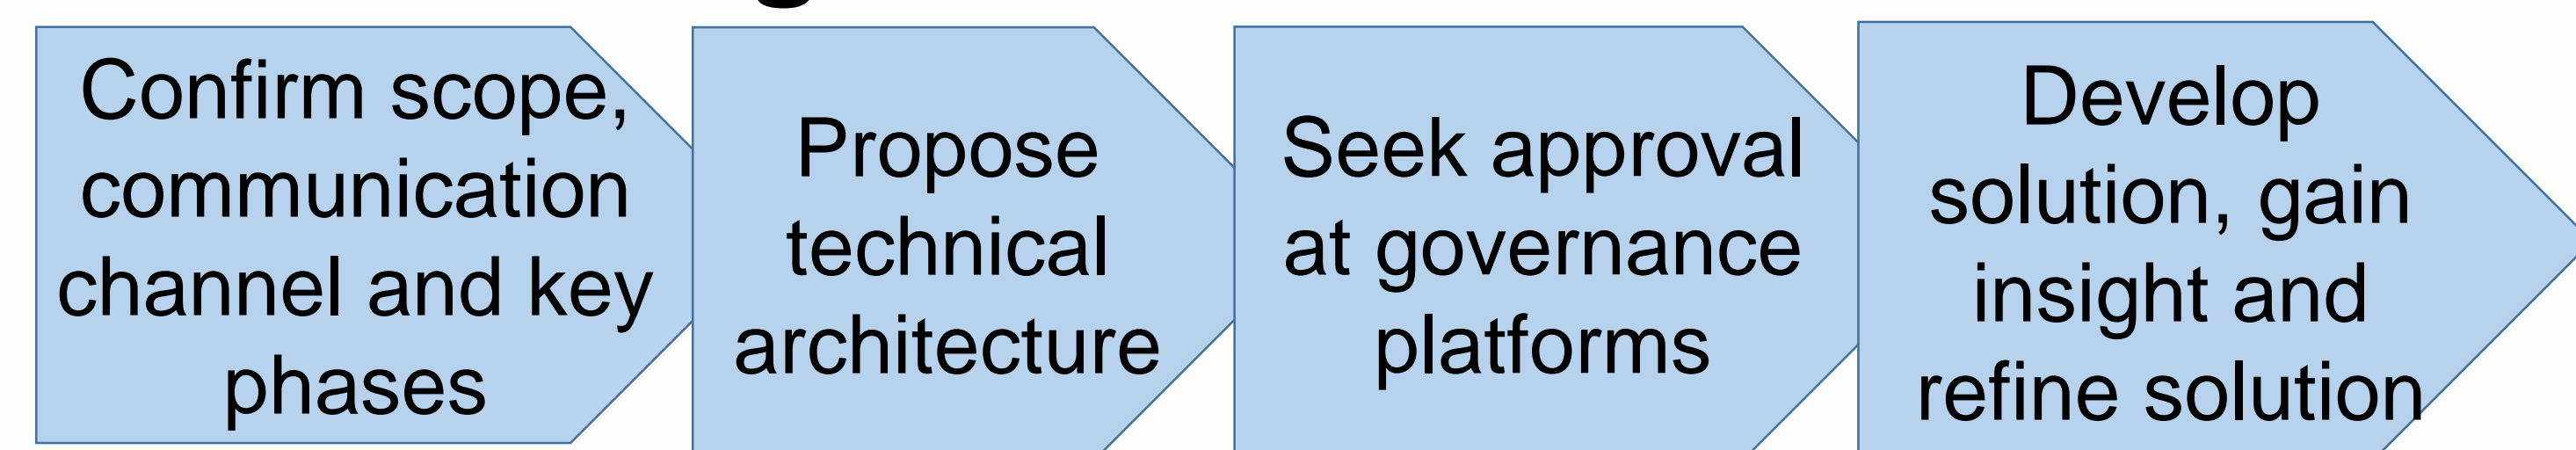 Confirm scope,
communication
channel and key
phases
Propose
technical
architecture
Seek approval
at governance
platforms
Develop
solution, gain
insight and
refine solution